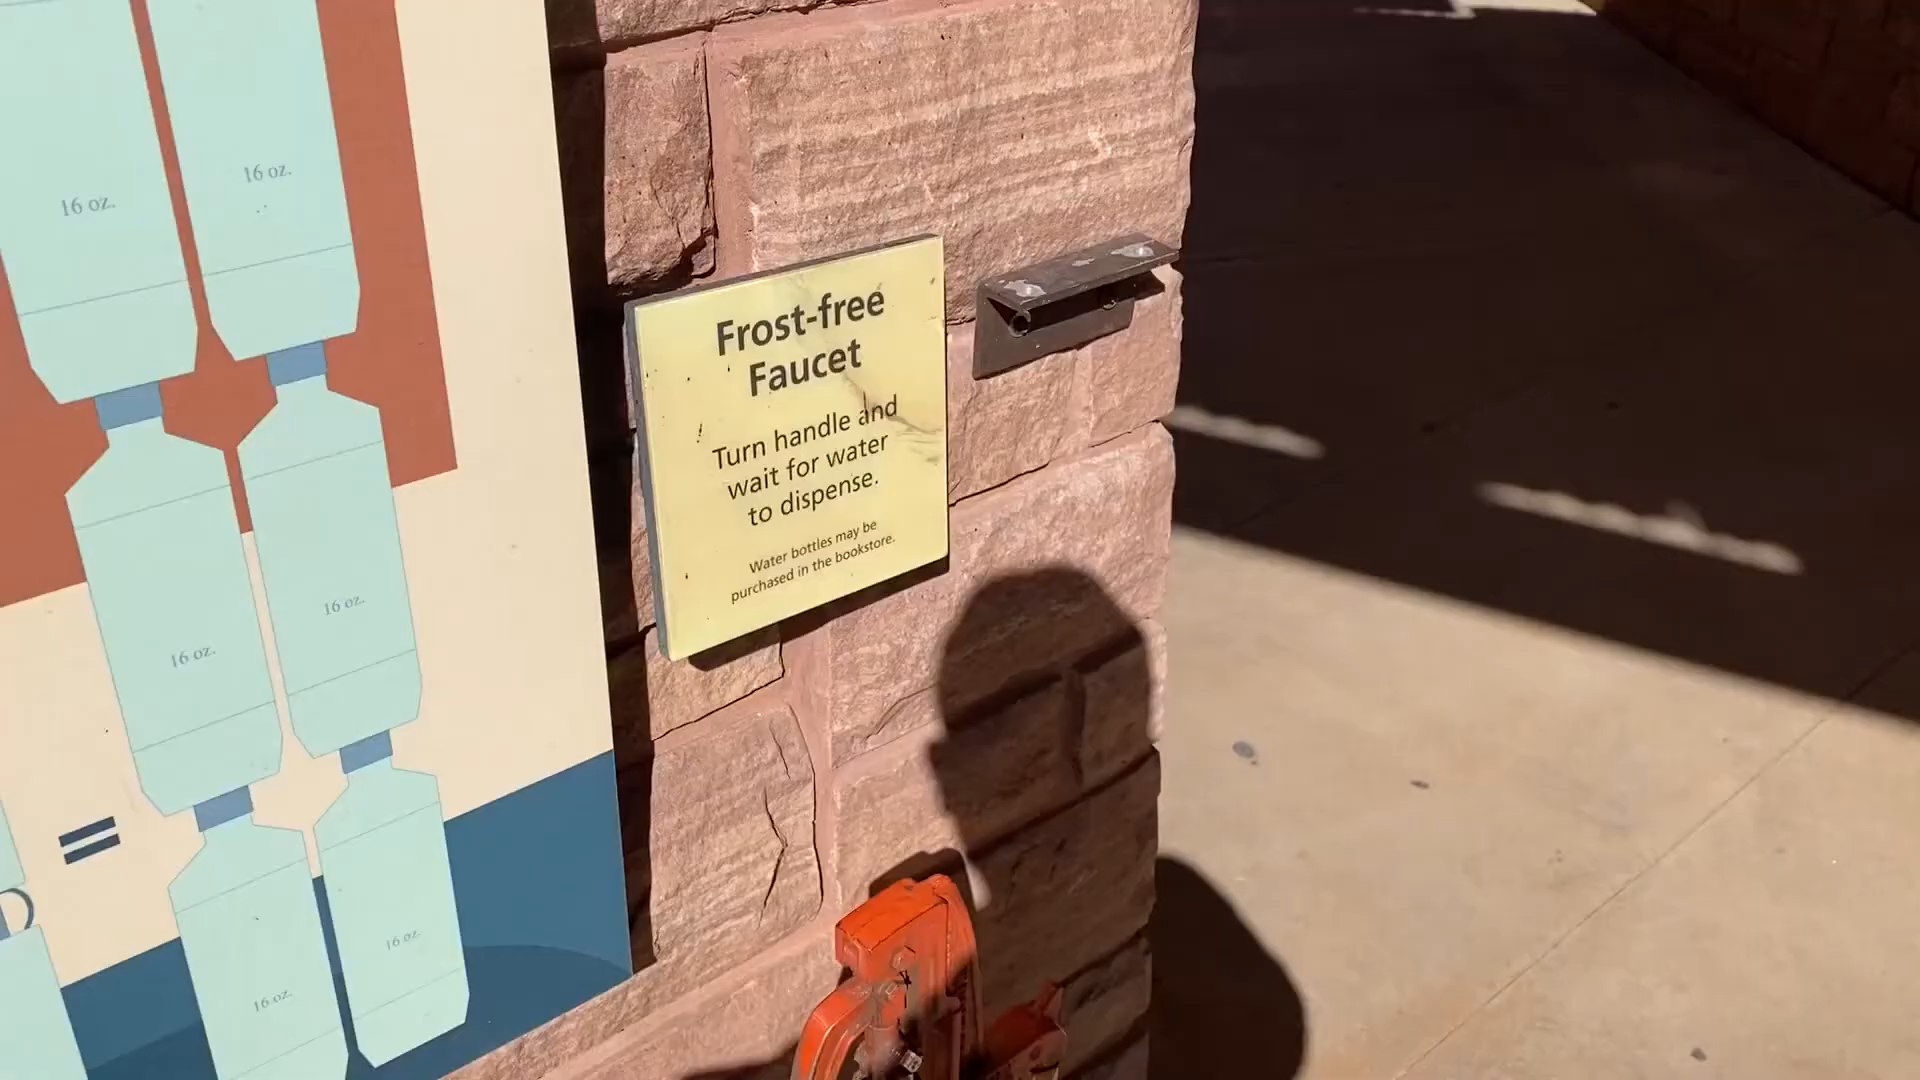 16 oz.
16 oz.
16 oz.
16 oz.
=
16 oz.
16 oz.
Frost-free
Faucet
Turn handle and
wait for water
to dispense.
Water bottles may be
purchased in the bookstore.